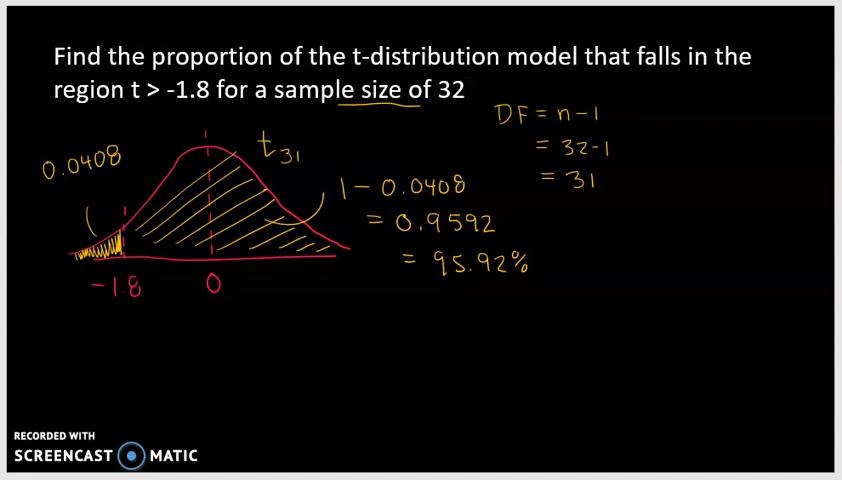 Find the proportion of the t-distribution model that falls in the
region t > -1.8 for a sample size of 32
DF = n - 1
= 32 - 1
= 31
0.0408
t31
1 - 0.0408
= 0.9592
= 95.92%
-1.8
0
RECORDED WITH
SCREENCAST MATIC